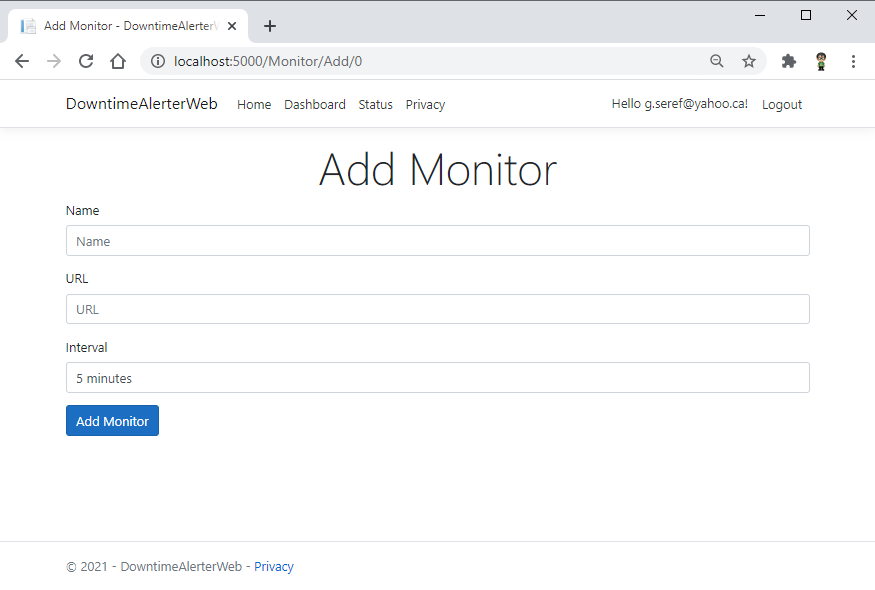 Add Monitor - DowntimeAlerterW
localhost:5000/Monitor/Add/0
DowntimeAlerterWeb Home Dashboard Status Privacy Hello g.seref@yahoo.ca! Logout
Add Monitor
Name
Name
URL
URL
Interval
5 minutes
Add Monitor
© 2021 - DowntimeAlerterWeb - Privacy